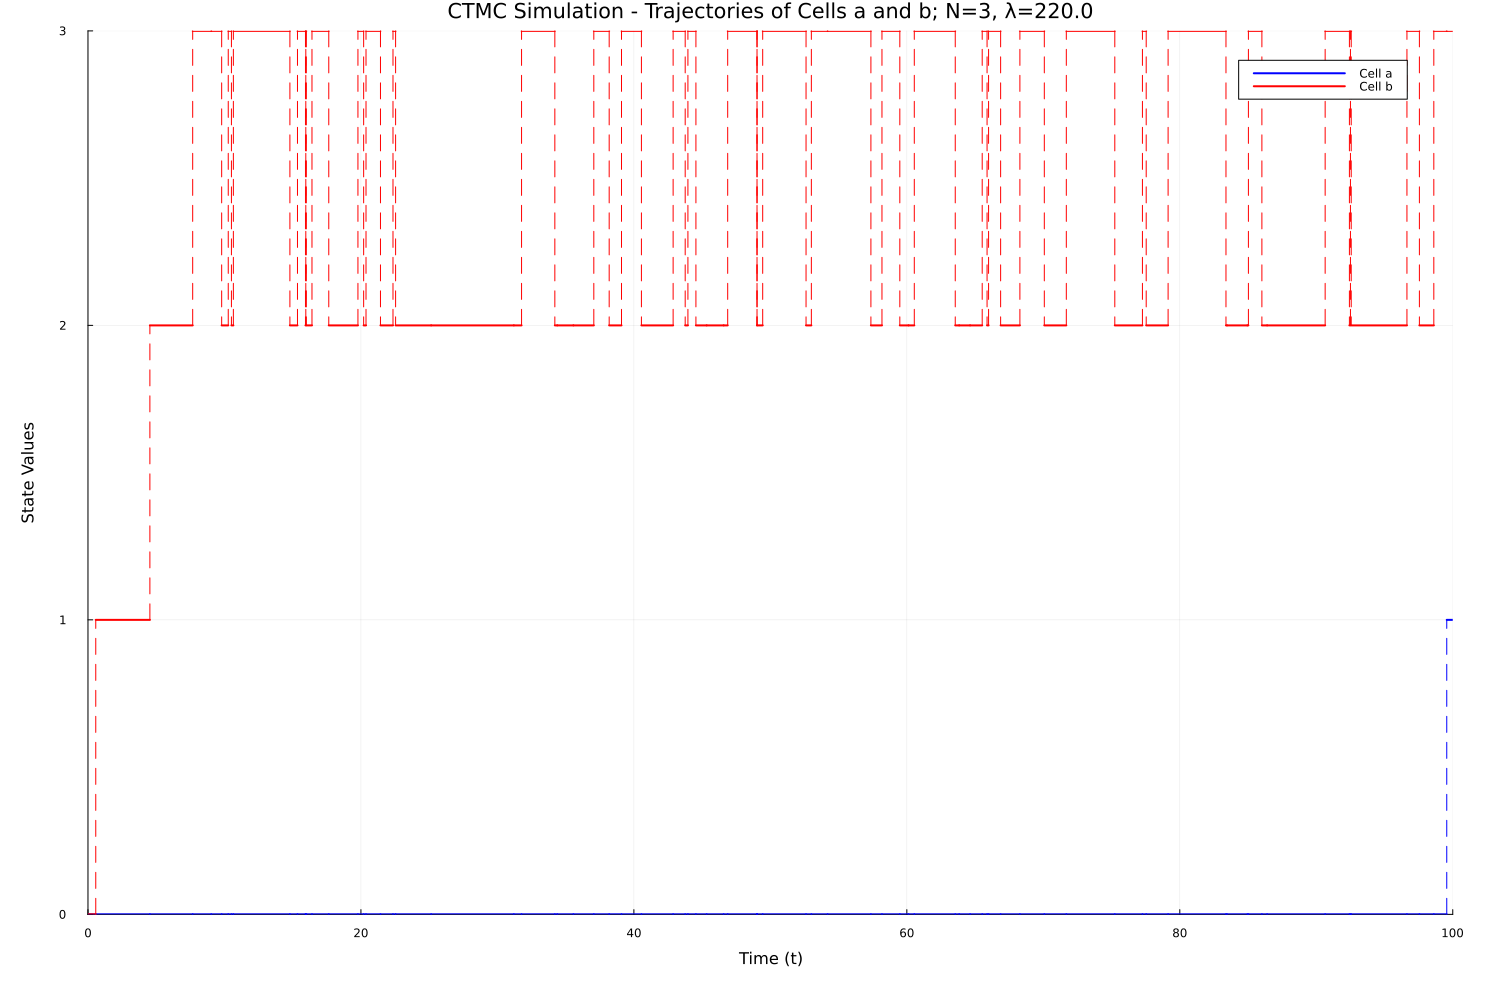 CTMC Simulation - Trajectories of Cells a and b; N=3, λ=220.0
3
Cell a
Cell b
2
State Values
1
0
0 20 40 60 80 100
Time (t)